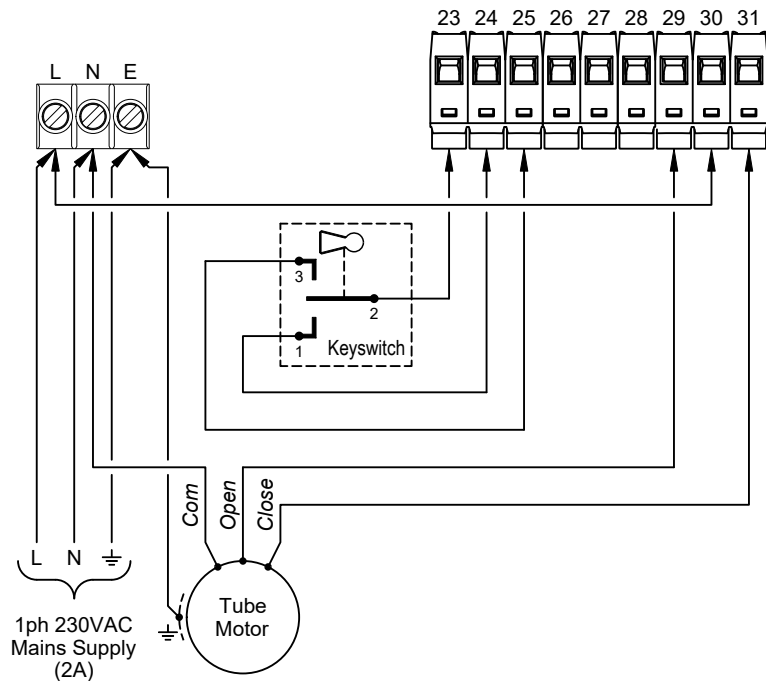 23 24 25 26 27 28 29 30 31
L N E
3
2
1
Keyswitch
Com
Open
Close
L N
Tube
Motor
1ph 230VAC
Mains Supply
(2A)